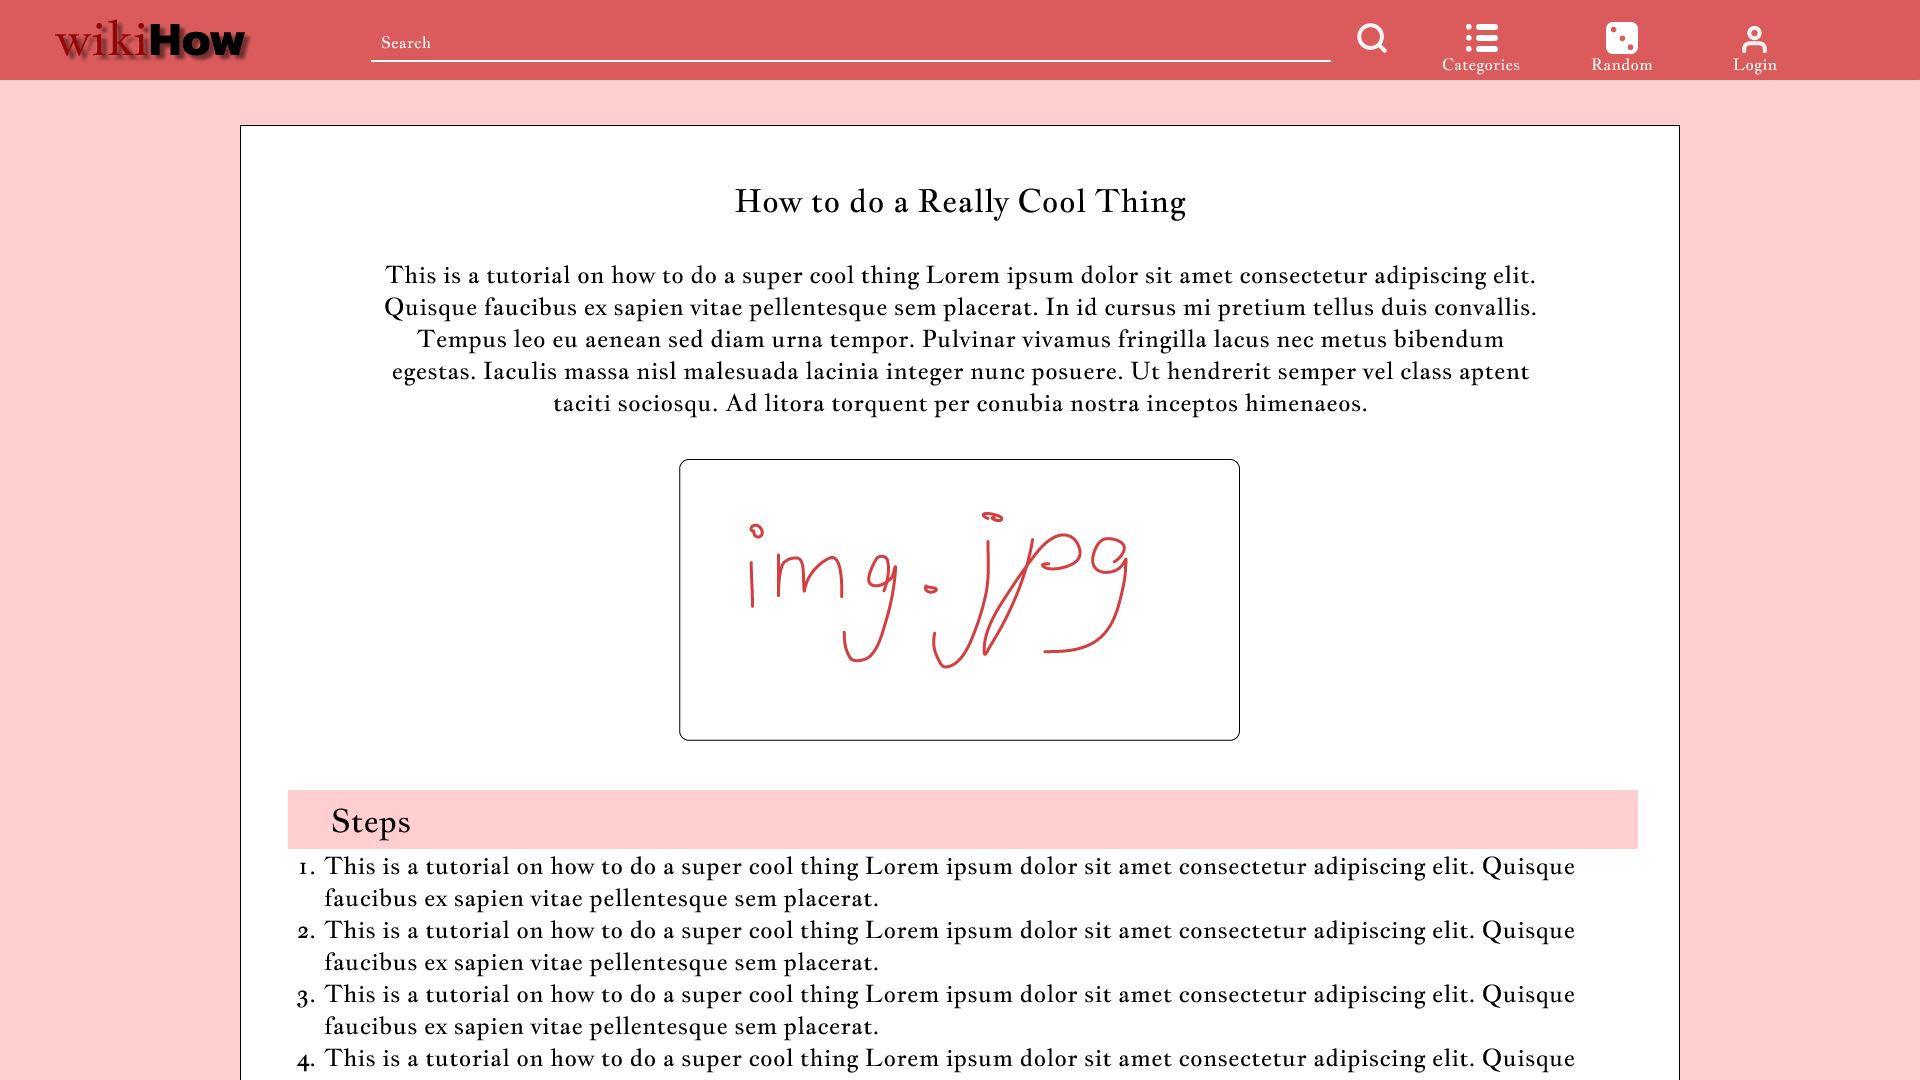 wikiHow
Search
Categories
Random
Login
How to do a Really Cool Thing
This is a tutorial on how to do a super cool thing Lorem ipsum dolor sit amet consectetur adipiscing elit.
Quisque faucibus ex sapien vitae pellentesque sem placerat. In id cursus mi pretium tellus duis convallis.
Tempus leo eu aenean sed diam urna tempor. Pulvinar vivamus fringilla lacus nec metus bibendum
egestas. Iaculis massa nisl malesuada lacinia integer nunc posuere. Ut hendrerit semper vel class aptent
taciti sociosqu. Ad litora torquent per conubia nostra inceptos himenaeos.
img.jpg
Steps
1. This is a tutorial on how to do a super cool thing Lorem ipsum dolor sit amet consectetur adipiscing elit. Quisque
faucibus ex sapien vitae pellentesque sem placerat.
2. This is a tutorial on how to do a super cool thing Lorem ipsum dolor sit amet consectetur adipiscing elit. Quisque
faucibus ex sapien vitae pellentesque sem placerat.
3. This is a tutorial on how to do a super cool thing Lorem ipsum dolor sit amet consectetur adipiscing elit. Quisque
faucibus ex sapien vitae pellentesque sem placerat.
4. This is a tutorial on how to do a super cool thing Lorem ipsum dolor sit amet consectetur adipiscing elit. Quisque